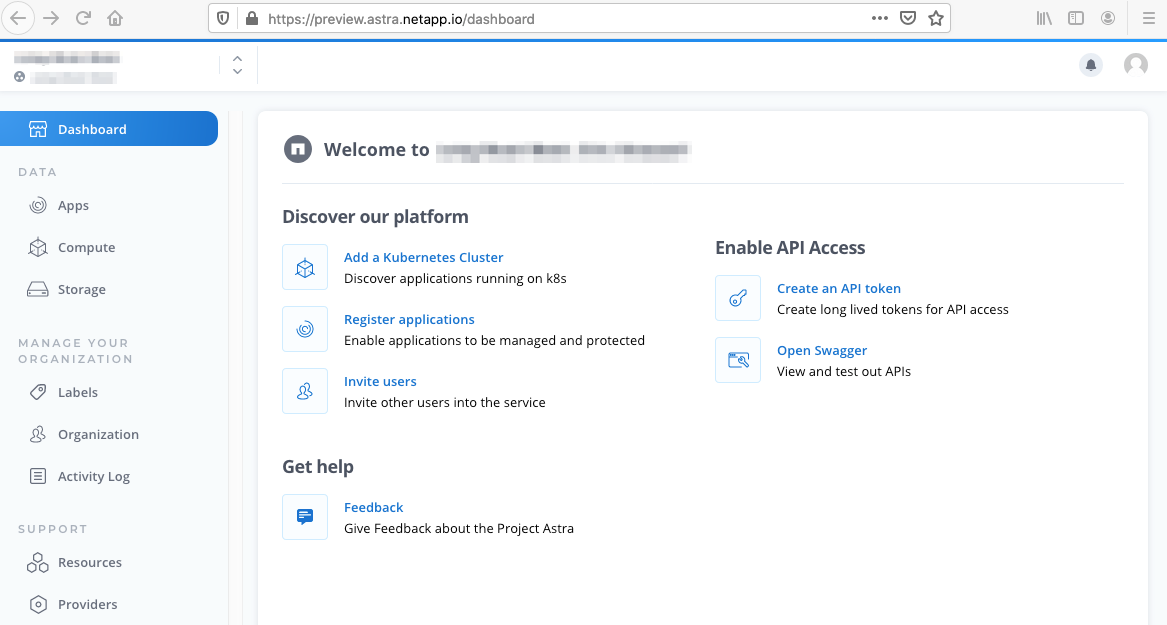 https://preview.astra.netapp.io/dashboard
Dashboard
DATA
Apps
Compute
Storage
MANAGE YOUR
ORGANIZATION
Labels
Organization
Activity Log
SUPPORT
Resources
Providers
Welcome to
Discover our platform
Add a Kubernetes Cluster
Discover applications running on k8s
Register applications
Enable applications to be managed and protected
Invite users
Invite other users into the service
Get help
Feedback
Give Feedback about the Project Astra
Enable API Access
Create an API token
Create long lived tokens for API access
Open Swagger
View and test out APIs